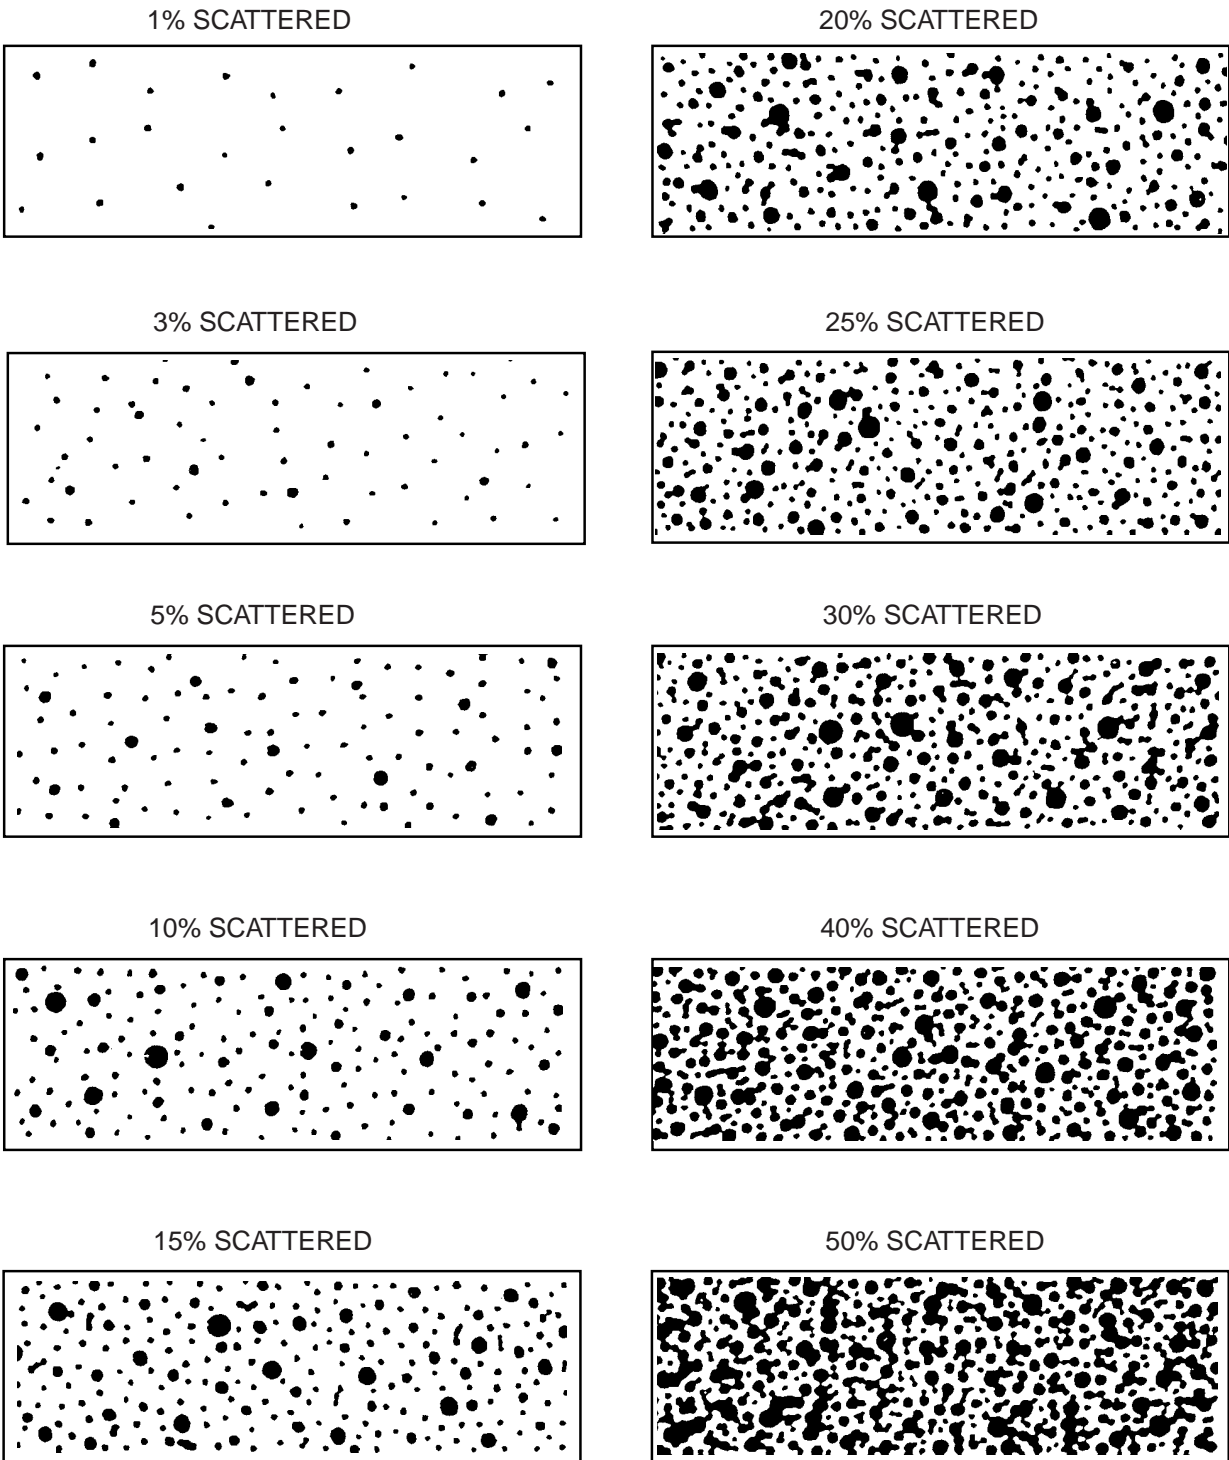 1% SCATTERED
20% SCATTERED
3% SCATTERED
25% SCATTERED
5% SCATTERED
30% SCATTERED
10% SCATTERED
40% SCATTERED
15% SCATTERED
50% SCATTERED